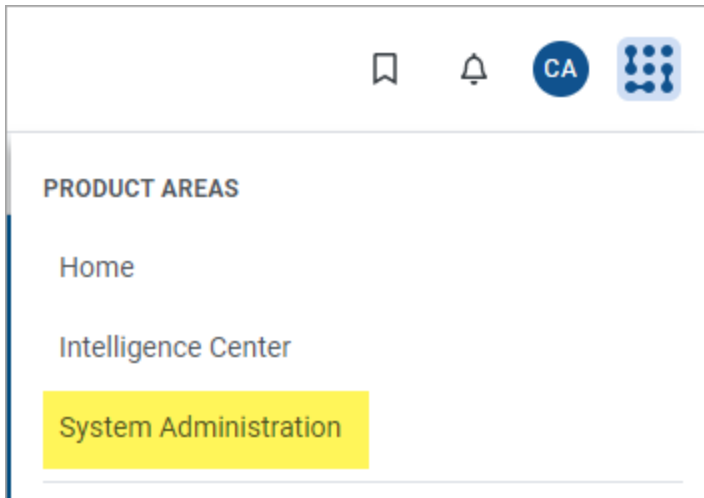 CA
PRODUCT AREAS
Home
Intelligence Center
System Administration